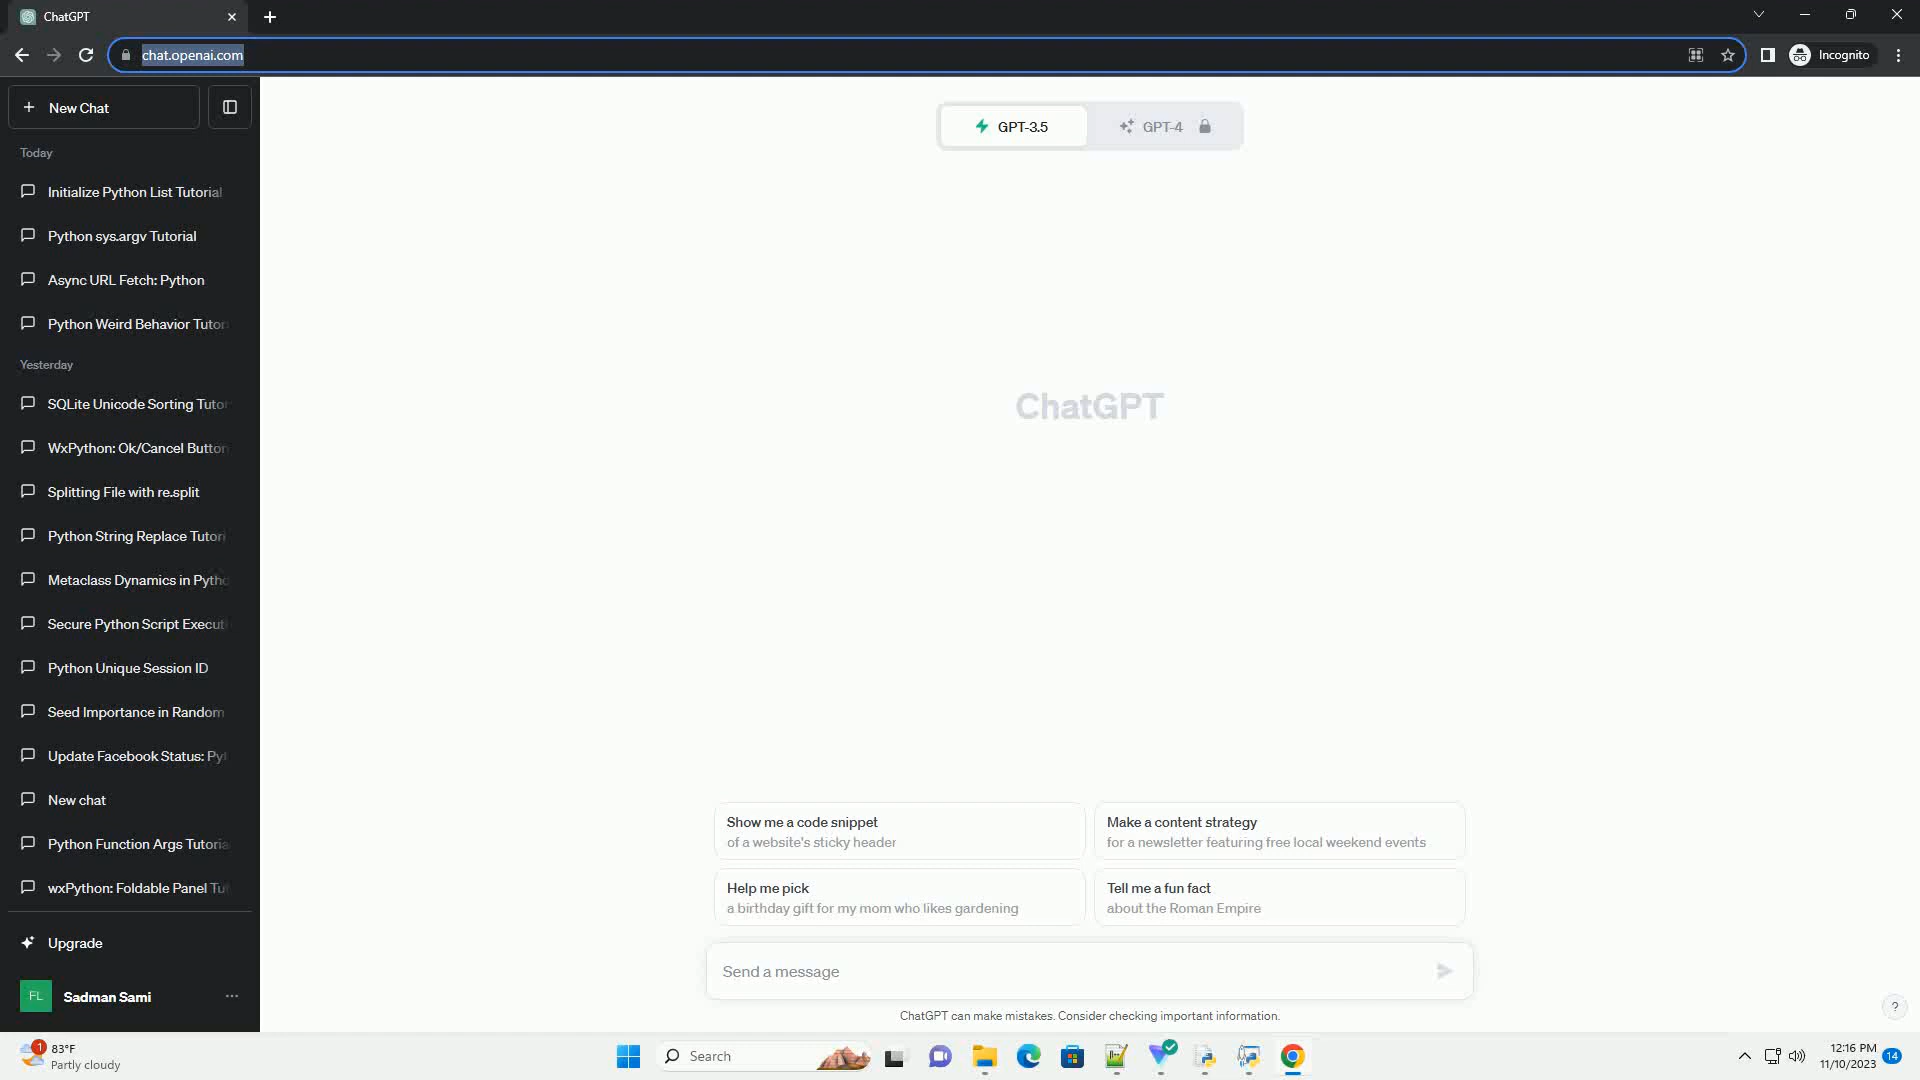 ChatGPT
chat.openai.com
Incognito
New Chat
Today
Initialize Python List Tutorial
Python sys.argv Tutorial
Async URL Fetch: Python
Python Weird Behavior Tutor
Yesterday
SQLite Unicode Sorting Tutor
WxPython: Ok/Cancel Button
Splitting File with re.split
Python String Replace Tutori
Metaclass Dynamics in Pytho
Secure Python Script Executi
Python Unique Session ID
Seed Importance in Random
Update Facebook Status: Pyt
New chat
Python Function Args Tutoria
wxPython: Foldable Panel Tut
Upgrade
FL
Sadman Sami
GPT-3.5
GPT-4
ChatGPT
Show me a code snippet
of a website's sticky header
Make a content strategy
for a newsletter featuring free local weekend events
Help me pick
a birthday gift for my mom who likes gardening
Tell me a fun fact
about the Roman Empire
Send a message
ChatGPT can make mistakes. Consider checking important information.
?
1
83°F
Partly cloudy
Search
12:16 PM
11/10/2023
14